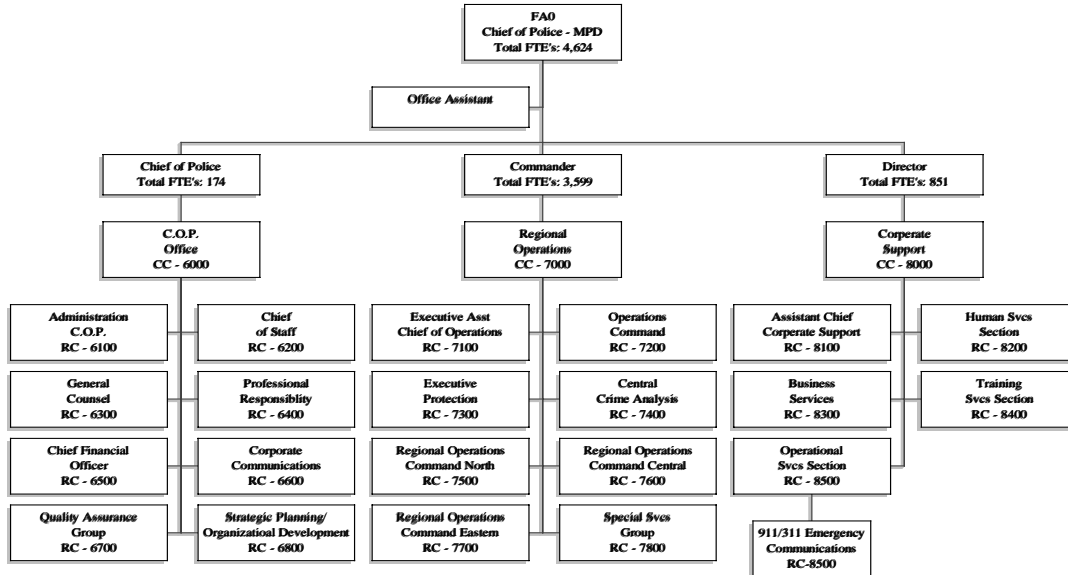 FA0
Chief of Police - MPD
Total FTE's: 4,624
Office Assistant
Chief of Police
Total FTE's: 174
Commander
Total FTE's: 3,599
Director
Total FTE's: 851
C.O.P.
Office
CC - 6000
Regional
Operations
CC - 7000
Corperate
Support
CC - 8000
Administration
C.O.P.
RC - 6100
Chief
of Staff
RC - 6200
Executive Asst
Chief of Operations
RC - 7100
Operations
Command
RC - 7200
Assistant Chief
Corperate Support
RC - 8100
Human Svcs
Section
RC - 8200
General
Counsel
RC - 6300
Professional
Responsiblity
RC - 6400
Executive
Protection
RC - 7300
Central
Crime Analysis
RC - 7400
Business
Services
RC - 8300
Training
Svcs Section
RC - 8400
Chief Financial
Officer
RC - 6500
Corporate
Communications
RC - 6600
Regional Operations
Command North
RC - 7500
Regional Operations
Command Central
RC - 7600
Operational
Svcs Section
RC - 8500
Quality Assurance
Group
RC - 6700
Strategic Planning/
Organizatioal Development
RC - 6800
Regional Operations
Command Eastern
RC - 7700
Special Svcs
Group
RC - 7800
911/311 Emergency
Communications
RC-8500